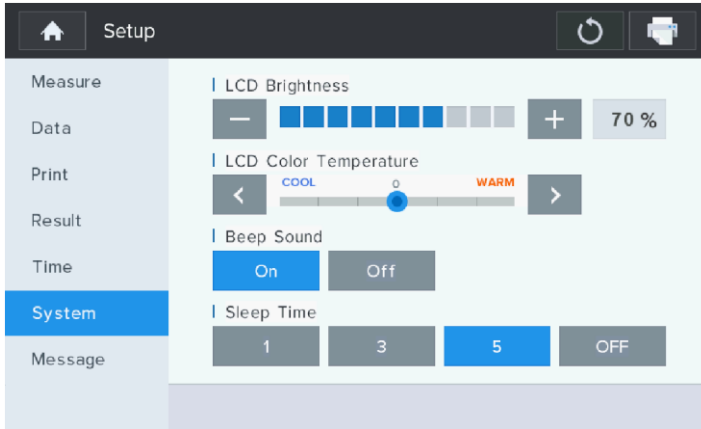 Setup
Measure
Data
Print
Result
Time
System
Message
LCD Brightness
− + 70 %
LCD Color Temperature
COOL 0 WARM
< >
Beep Sound
On Off
Sleep Time
1 3 5 OFF